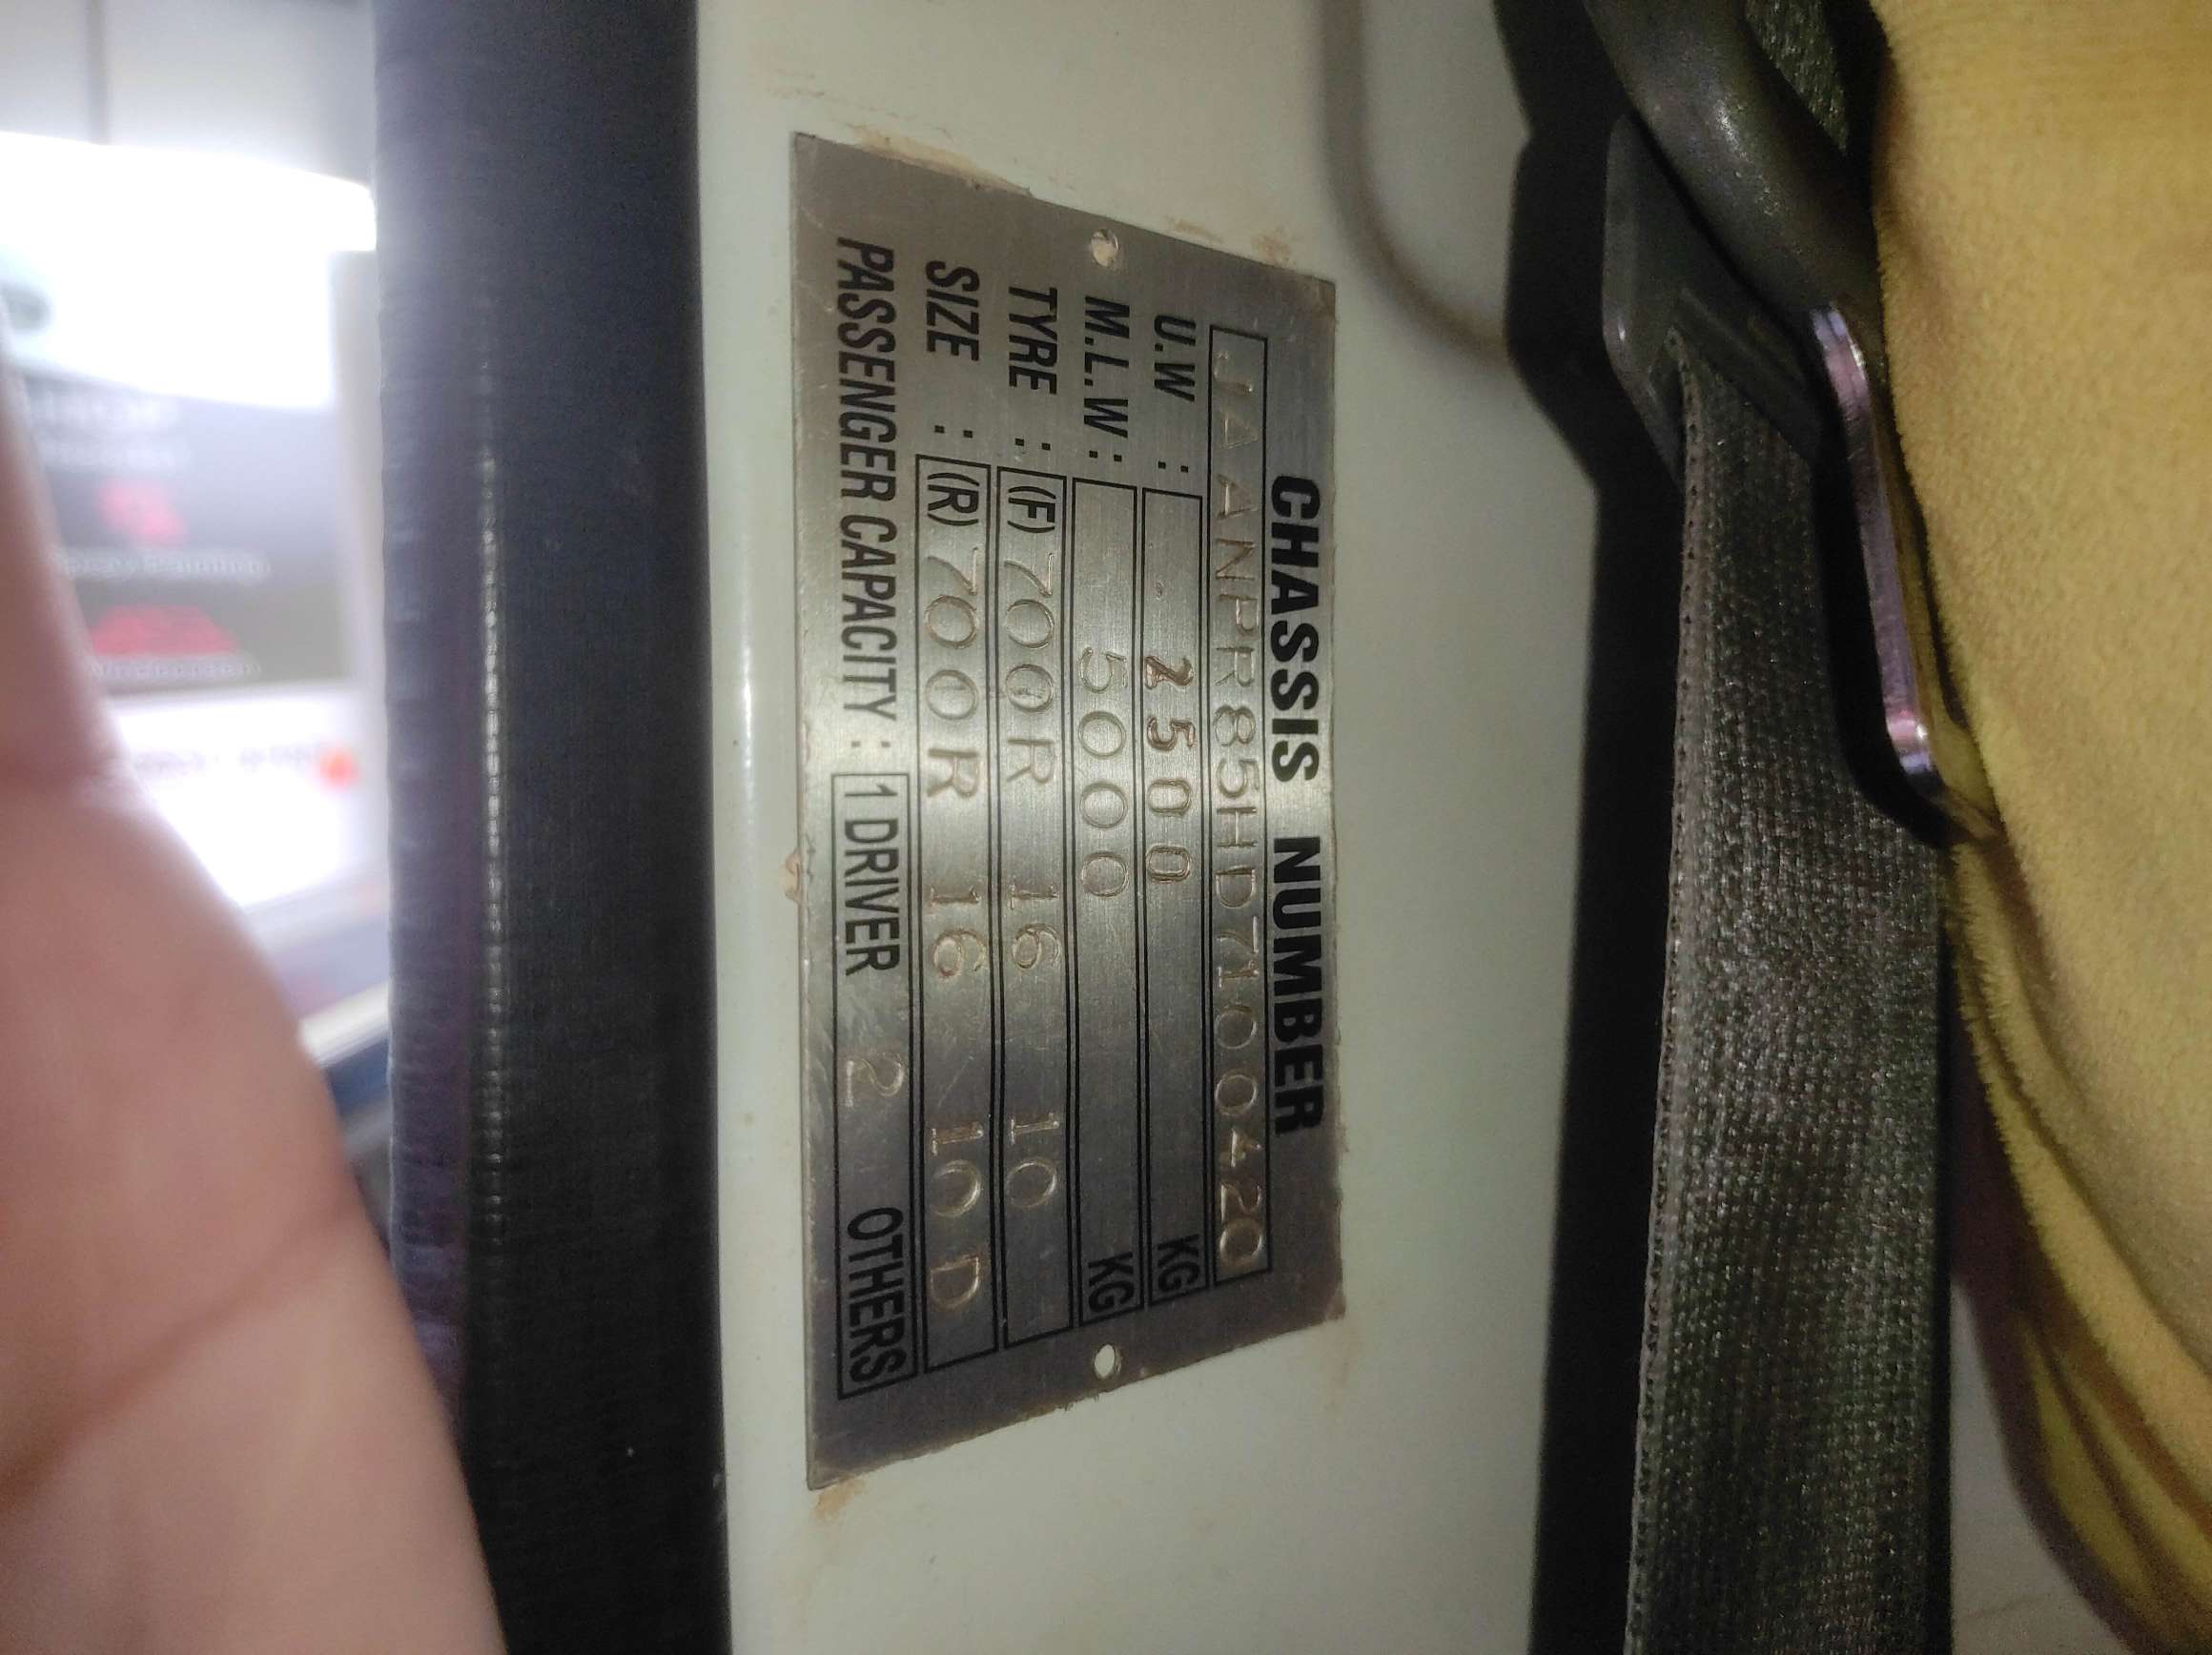 CHASSIS NUMBER
JAANPR85HD7100420
U.W : 2500 KG
M.L.W : 5000 KG
TYRE : (F) 700R 16 10
SIZE : (R) 700R 16 10D
PASSENGER CAPACITY : 1 DRIVER 2 OTHERS